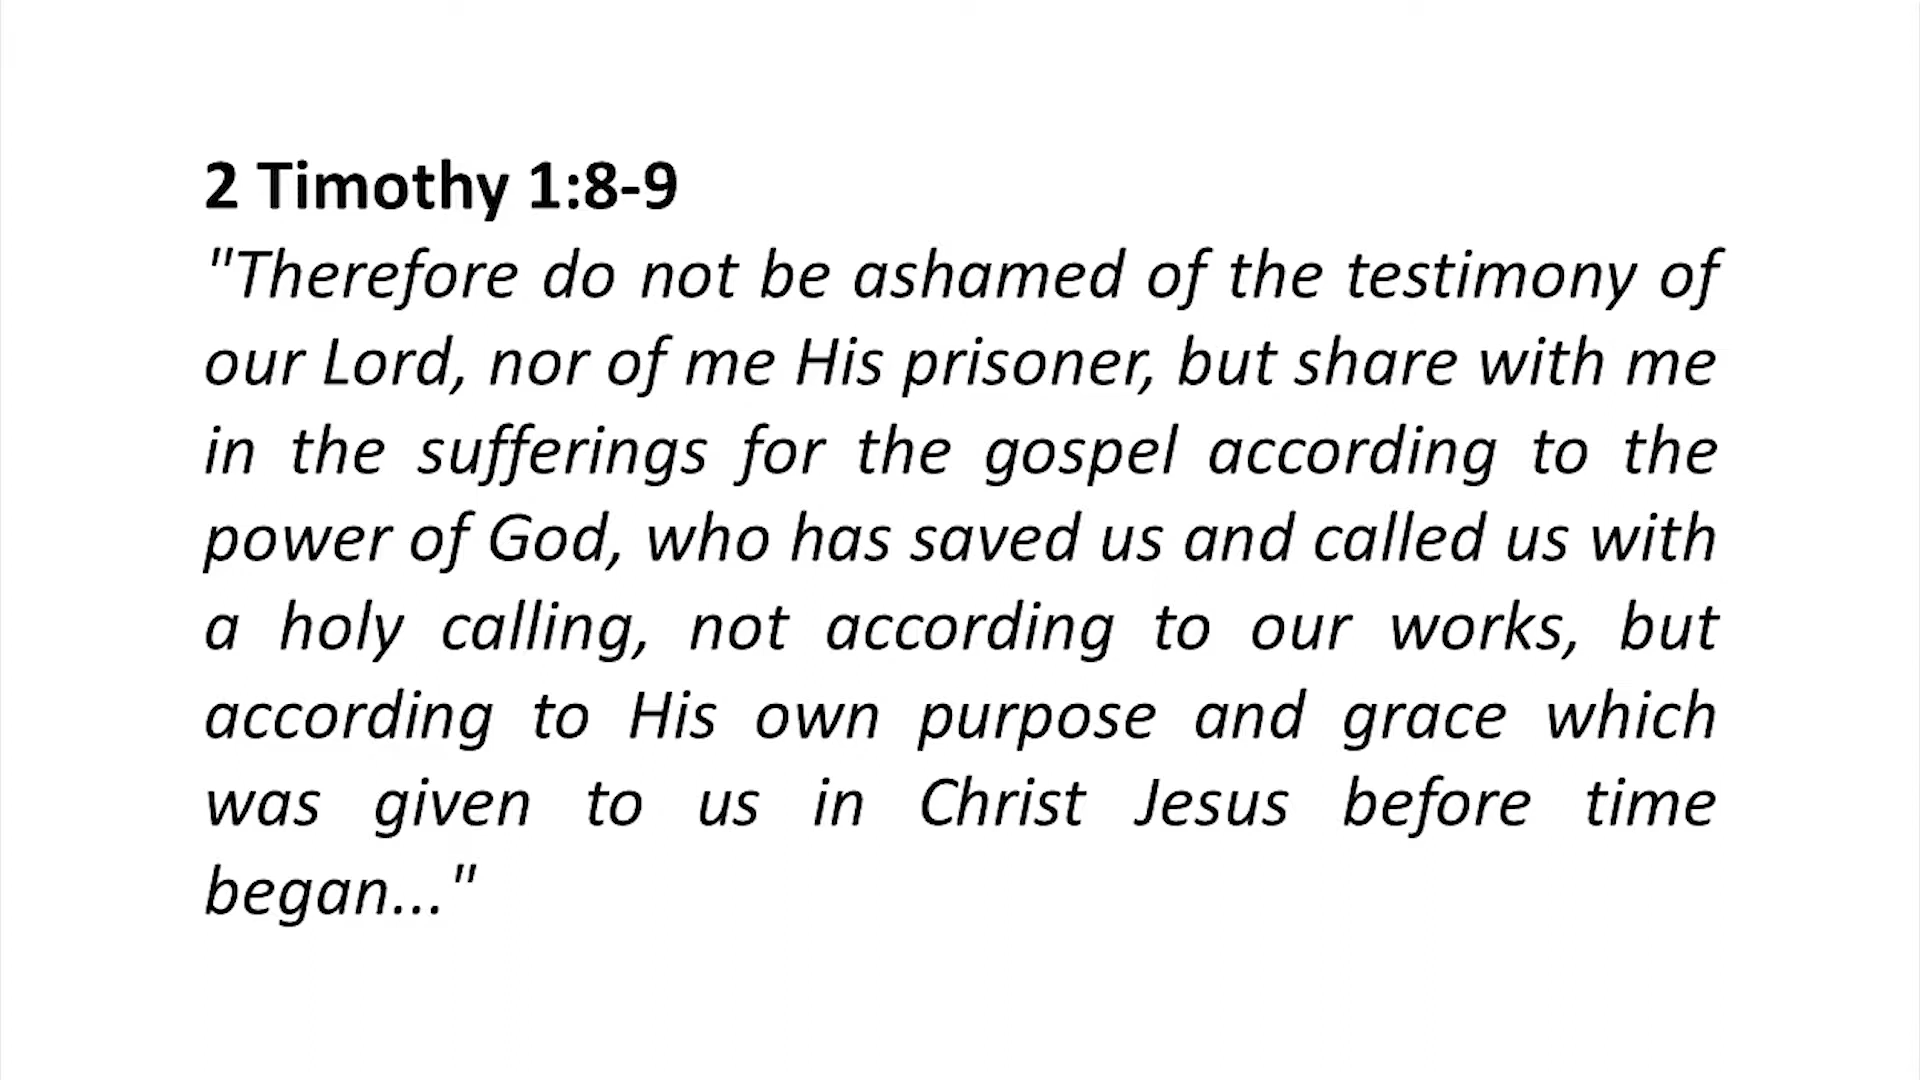 2 Timothy 1:8-9
"Therefore do not be ashamed of the testimony of
our Lord, nor of me His prisoner, but share with me
in the sufferings for the gospel according to the
power of God, who has saved us and called us with
a holy calling, not according to our works, but
according to His own purpose and grace which
was given to us in Christ Jesus before time
began..."